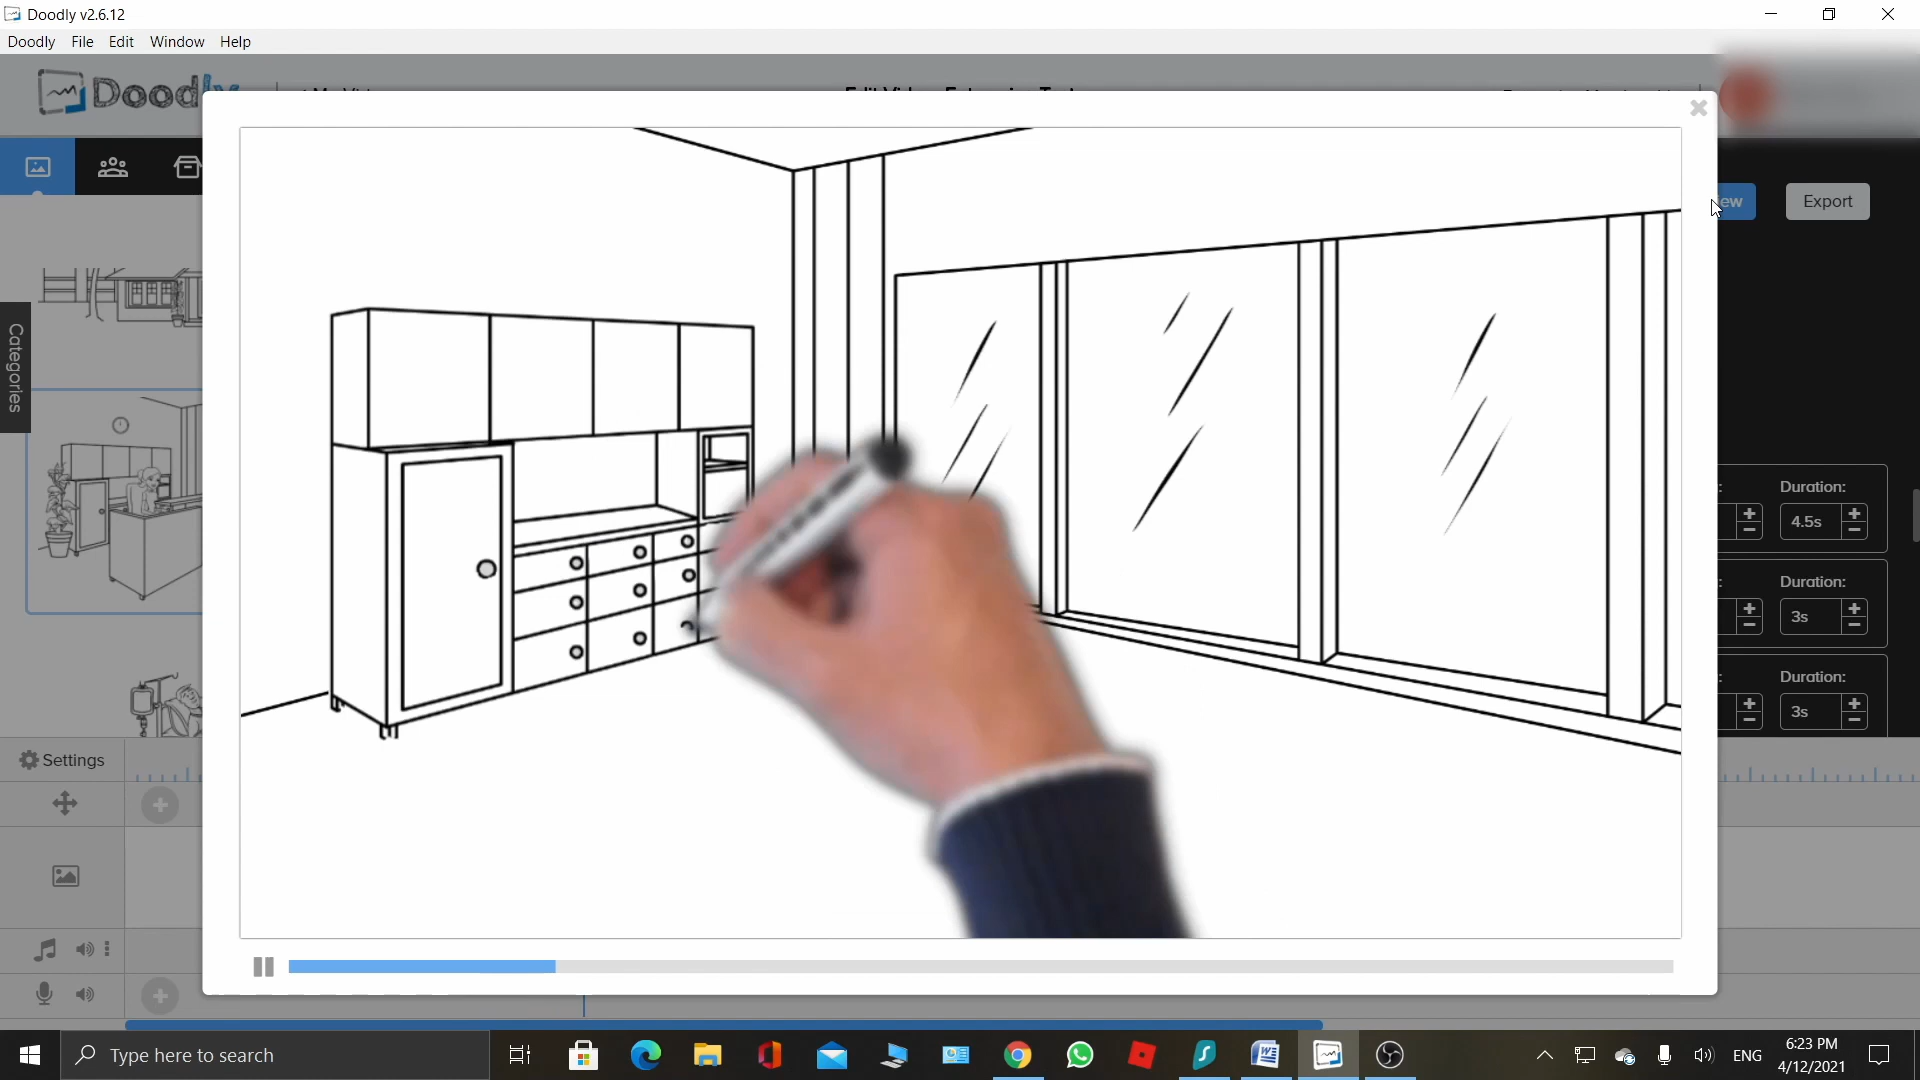 Doodly v2.6.12
Doodly File Edit Window Help
Doodly
Export
Categories
Duration:
4.5s
Duration:
3s
Duration:
3s
Settings
Type here to search
ENG
6:23 PM
4/12/2021